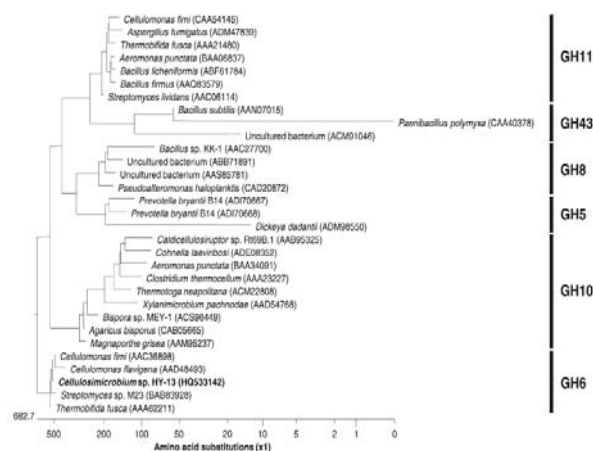 Cellulomonas fimi (CAA54145)
Aspergillus fumigatus (ADM47839)
Thermobifida fusca (AAA21480)
Aeromonas punctata (BAA06837)
Bacillus licheniformis (ABF61784)
Bacillus firmus (AAQ83579)
Streptomyces lividans (AAC06114)
GH11
Bacillus subtilis (AAN07015)
Paenibacillus polymyxa (CAA40378)
Uncultured bacterium (ACM91046)
GH43
Bacillus sp. KK-1 (AAC27700)
Uncultured bacterium (ABB71891)
Uncultured bacterium (AAS85781)
Pseudoalteromonas haloplanktis (CAD20872)
GH8
Prevotella bryantii B14 (ADI70667)
Prevotella bryantii B14 (ADI70668)
Dickeya dadantii (ADM98550)
GH5
Caldicellulosiruptor sp. Rt69B.1 (AAB95325)
Cohnella laeviribosi (ADE08352)
Aeromonas punctata (BAA34091)
Clostridium thermocellum (AAA23227)
Thermotoga neapolitana (ACM22808)
Xylanimicrobium pachnodae (AAD54768)
Bispora sp. MEY-1 (ACS96449)
Agaricus bisporus (CAB05665)
Magnaporthe grisea (AAM95237)
GH10
Cellulomonas fimi (AAC36898)
Cellulomonas flavigena (AAD48493)
Cellulosimicrobium sp. HY-13 (HQ533142)
Streptomyces sp. M23 (BAB83928)
Thermobifida fusca (AAA62211)
GH6
682.7
500 200 100 50 20 10 5 2 1 0
Amino acid substitutions (x1)